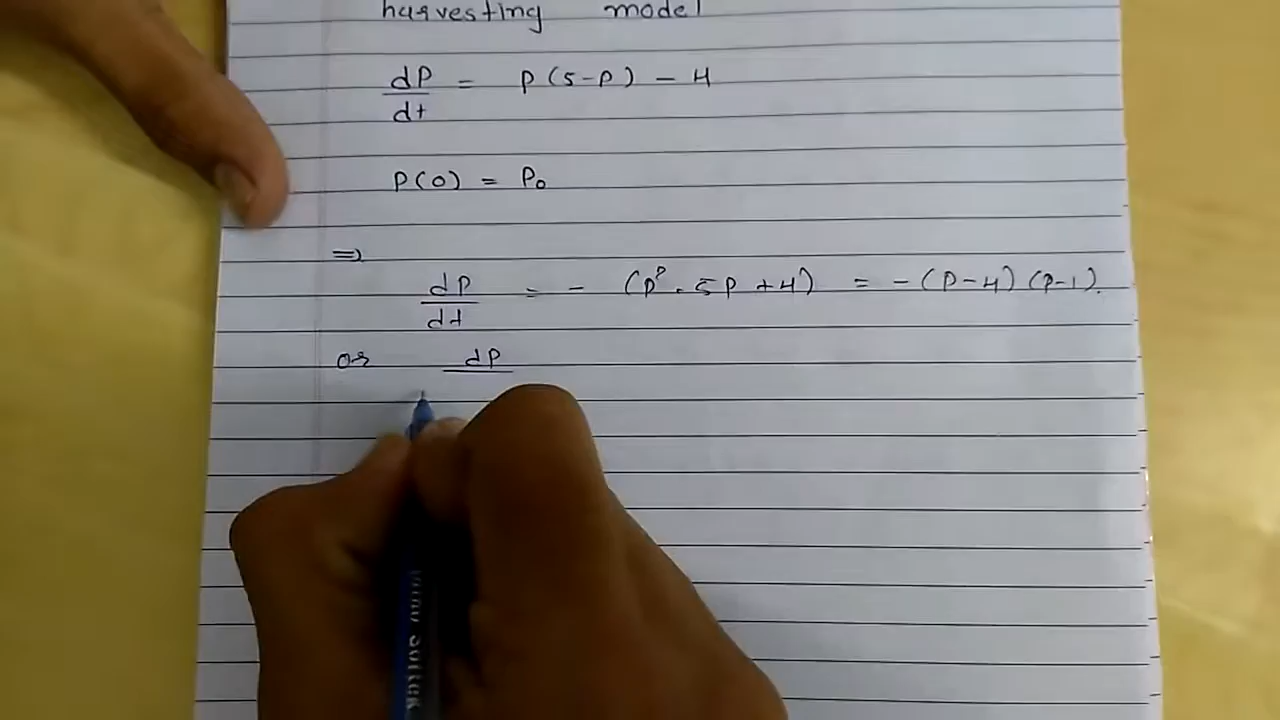 harvesting model
dP/dt = P(5-P) - 4
P(0) = P₀
⇒
dP/dt = - (P² - 5P + 4) = -(P-4)(P-1).
or dP